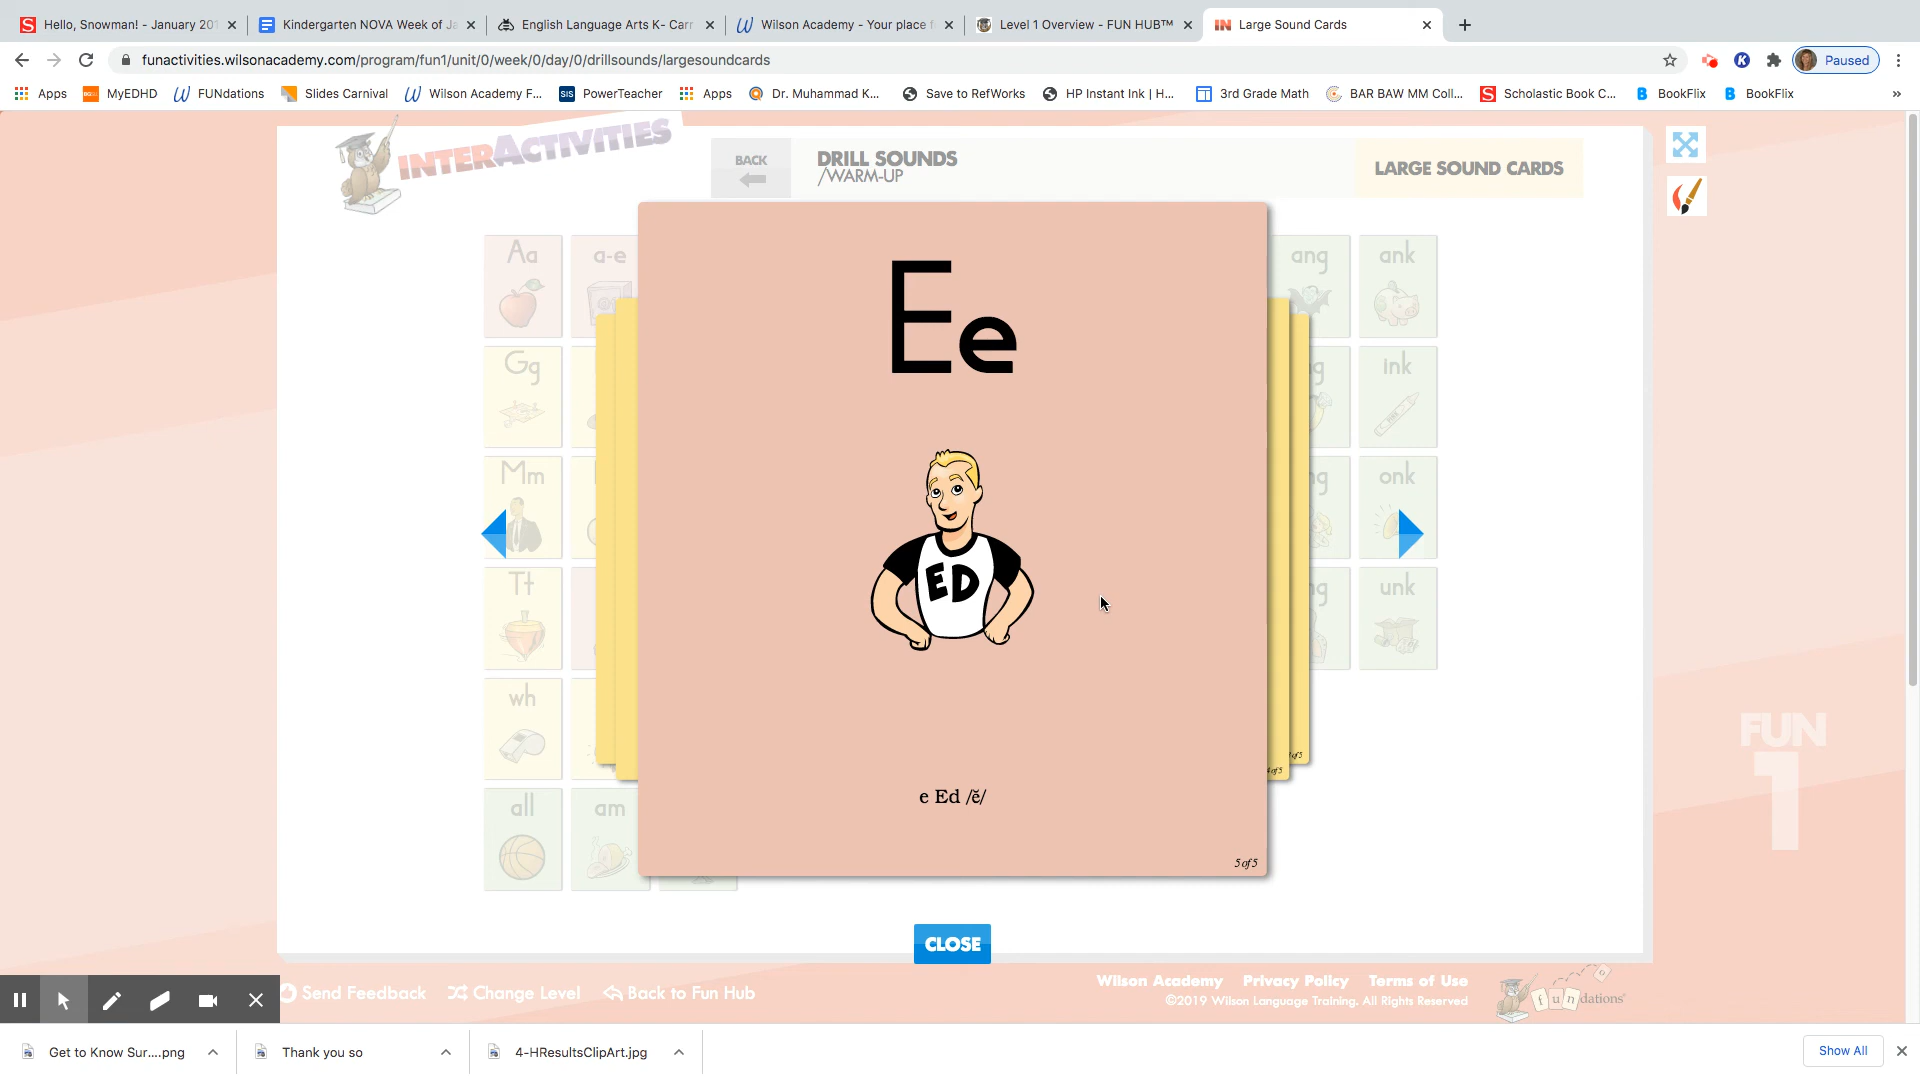 Hello, Snowman! - January 201
Kindergarten NOVA Week of Ja
English Language Arts K- Carr
Wilson Academy - Your place f
Level 1 Overview - FUN HUB™
Large Sound Cards
funactivities.wilsonacademy.com/program/fun1/unit/0/week/0/day/0/drillsounds/largesoundcards
Paused
Apps
MyEDHD
FUNdations
Slides Carnival
Wilson Academy F...
SIS
PowerTeacher
Apps
Dr. Muhammad K...
Save to RefWorks
HP Instant Ink | H...
3rd Grade Math
BAR BAW MM Coll...
Scholastic Book C...
BookFlix
BookFlix
»
INTERACTIVITIES
BACK
DRILL SOUNDS
/WARM-UP
LARGE SOUND CARDS
Aa
a-e
ang
ank
Gg
ink
Mm
onk
Tt
unk
wh
all
am
Ee
ED
e Ed /ĕ/
5 of 5
4 of 5
FUN
1
CLOSE
Send Feedback
Change Level
Back to Fun Hub
Wilson Academy
Privacy Policy
Terms of Use
©2019 Wilson Language Training. All Rights Reserved
fundations®
Get to Know Sur....png
Thank you so
4-HResultsClipArt.jpg
Show All